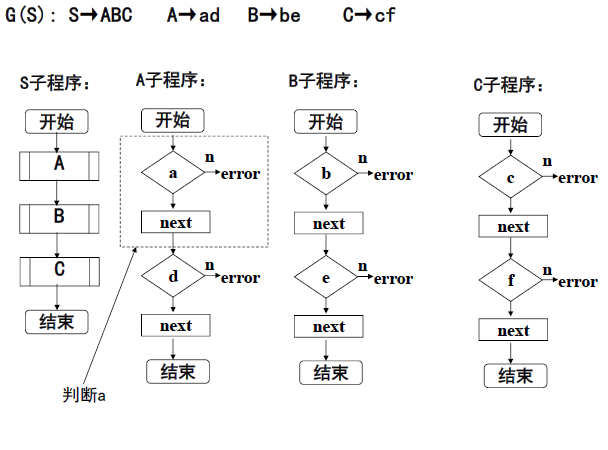 G(S): S→ABC A→ad B→be C→cf
S子程序:
开始
A
B
C
结束
A子程序:
开始
a
n
error
next
d
n
error
next
结束
判断a
B子程序:
开始
b
n
error
next
e
n
error
next
结束
C子程序:
开始
c
n
error
next
f
n
error
next
结束